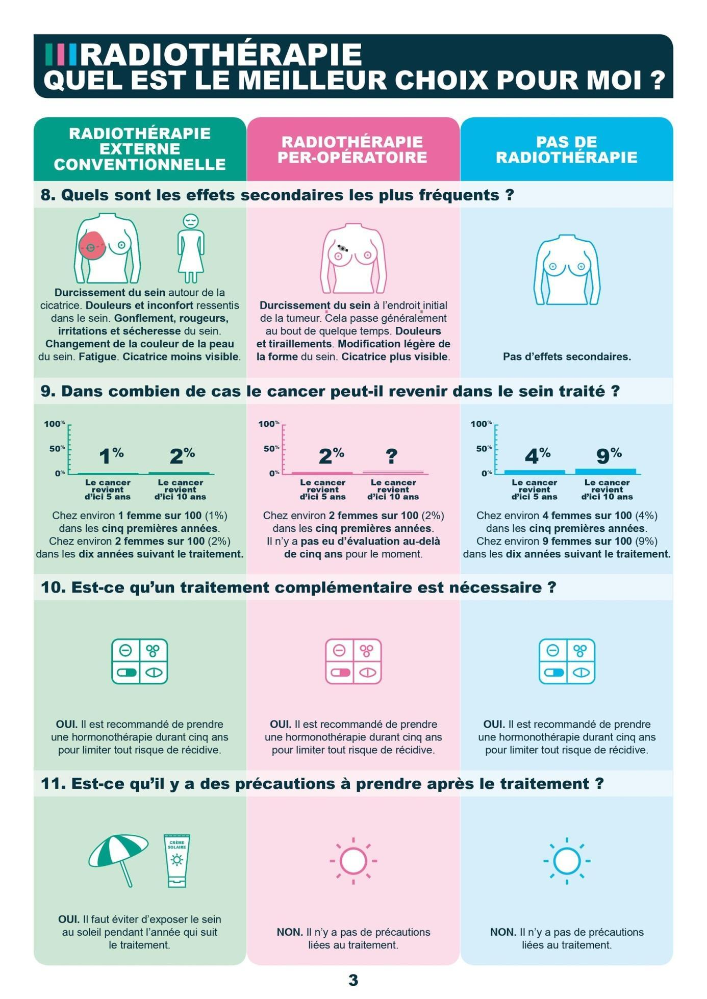 RADIOTHÉRAPIE
QUEL EST LE MEILLEUR CHOIX POUR MOI ?
RADIOTHÉRAPIE
EXTERNE
CONVENTIONNELLE
RADIOTHÉRAPIE
PER-OPÉRATOIRE
PAS DE
RADIOTHÉRAPIE
8. Quels sont les effets secondaires les plus fréquents ?
Durcissement du sein autour de la
cicatrice. Douleurs et inconfort ressentis
dans le sein. Gonflement, rougeurs,
irritations et sécheresse du sein.
Changement de la couleur de la peau
du sein. Fatigue. Cicatrice moins visible.
Durcissement du sein à l’endroit initial
de la tumeur. Cela passe généralement
au bout de quelque temps. Douleurs
et tiraillements. Modification légère de
la forme du sein. Cicatrice plus visible.
Pas d’effets secondaires.
9. Dans combien de cas le cancer peut-il revenir dans le sein traité ?
100%
50%
0%
1%
2%
Le cancer
revient
d’ici 5 ans
Le cancer
revient
d’ici 10 ans
Chez environ 1 femme sur 100 (1%)
dans les cinq premières années.
Chez environ 2 femmes sur 100 (2%)
dans les dix années suivant le traitement.
100%
50%
0%
2%
?
Le cancer
revient
d’ici 5 ans
Le cancer
revient
d’ici 10 ans
Chez environ 2 femmes sur 100 (2%)
dans les cinq premières années.
Il n’y a pas eu d’évaluation au-delà
de cinq ans pour le moment.
100%
50%
0%
4%
9%
Le cancer
revient
d’ici 5 ans
Le cancer
revient
d’ici 10 ans
Chez environ 4 femmes sur 100 (4%)
dans les cinq premières années.
Chez environ 9 femmes sur 100 (9%)
dans les dix années suivant le traitement.
10. Est-ce qu’un traitement complémentaire est nécessaire ?
OUI. Il est recommandé de prendre
une hormonothérapie durant cinq ans
pour limiter tout risque de récidive.
OUI. Il est recommandé de prendre
une hormonothérapie durant cinq ans
pour limiter tout risque de récidive.
OUI. Il est recommandé de prendre
une hormonothérapie durant cinq ans
pour limiter tout risque de récidive.
11. Est-ce qu’il y a des précautions à prendre après le traitement ?
CRÈME
SOLAIRE
OUI. Il faut éviter d’exposer le sein
au soleil pendant l’année qui suit
le traitement.
NON. Il n’y a pas de précautions
liées au traitement.
NON. Il n’y a pas de précautions
liées au traitement.
3